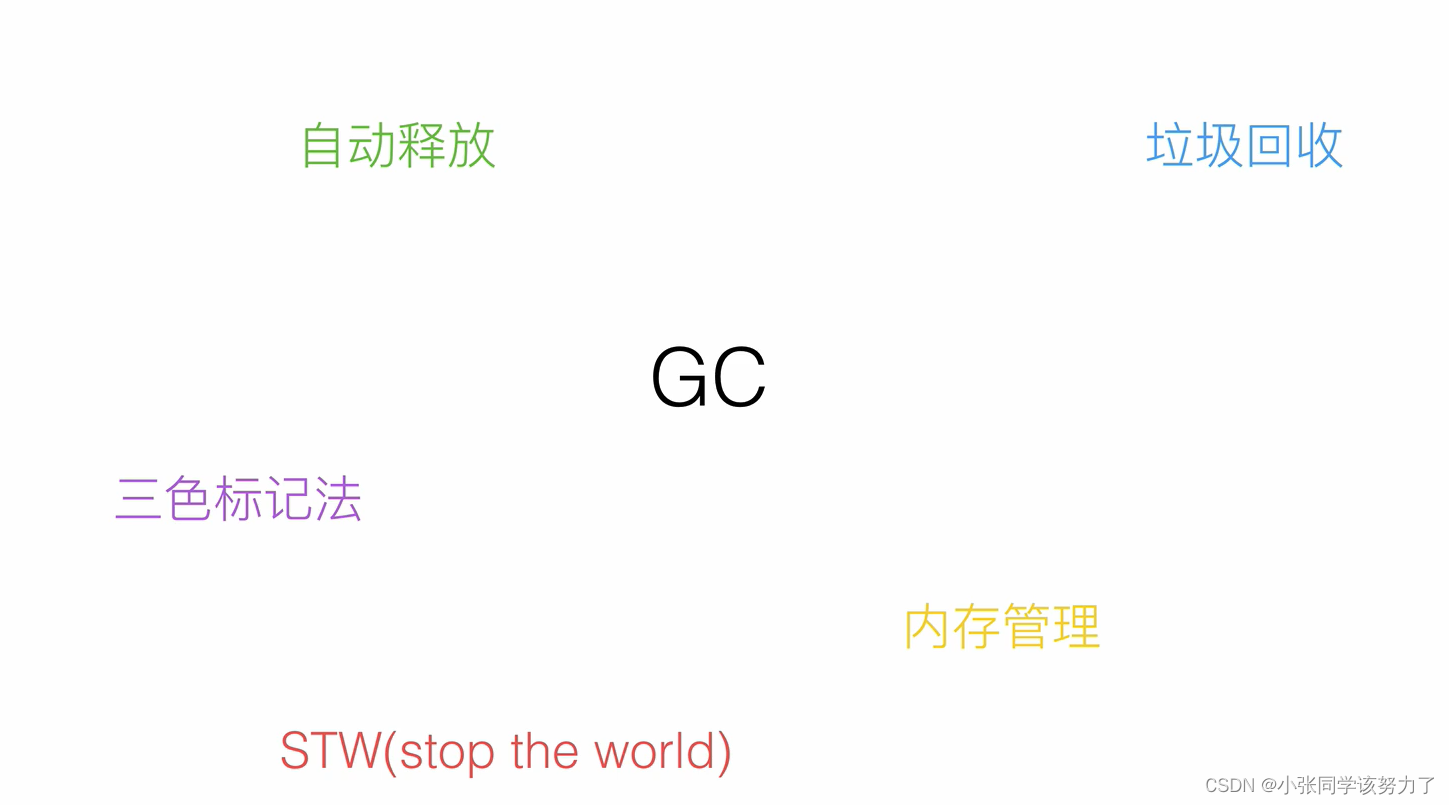 自动释放
垃圾回收
GC
三色标记法
内存管理
STW(stop the world)
CSDN @小张同学该努力了